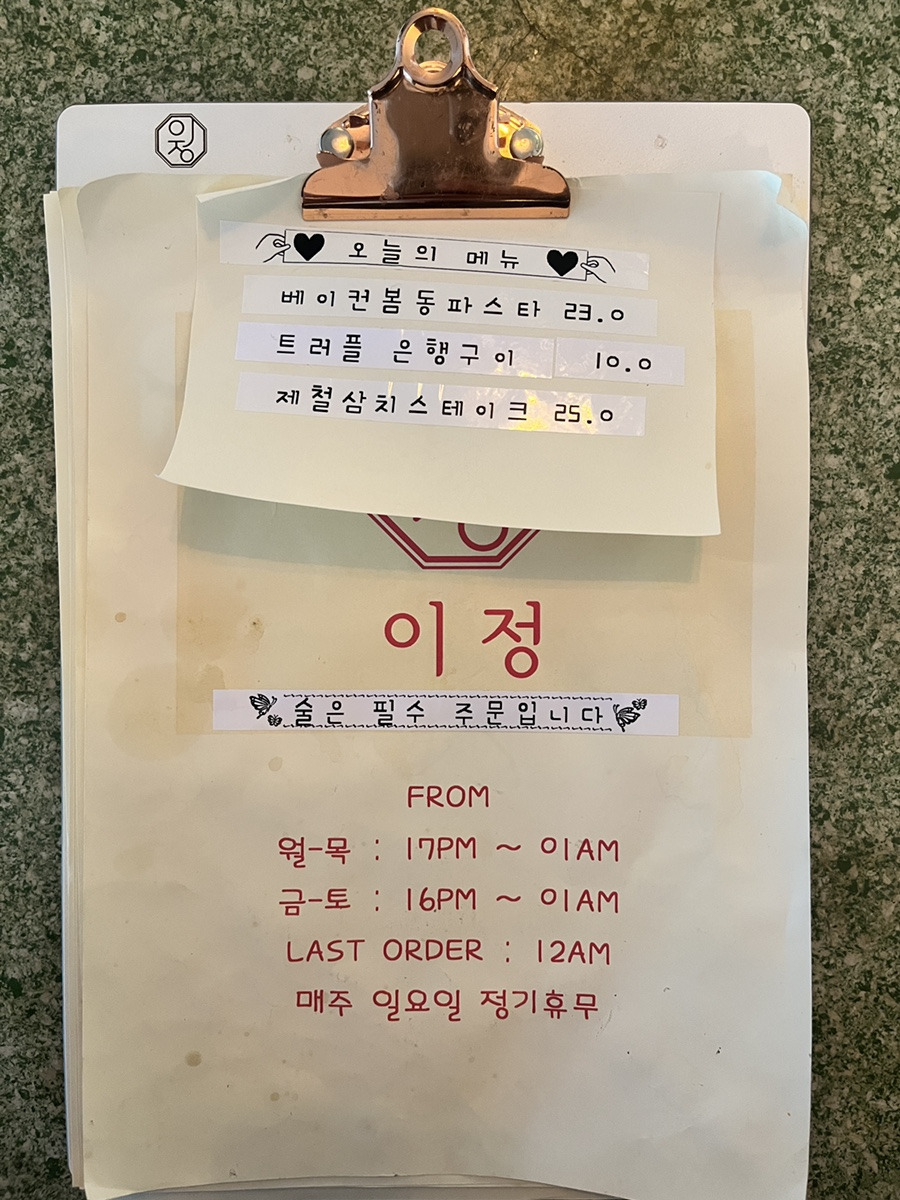 이정
오늘의 메뉴
베이컨봄동파스타 23.0
트러플 은행구이 10.0
제철삼치스테이크 25.0
이정
술은 필수 주문입니다
FROM
월-목 : 17PM ~ 01AM
금-토 : 16PM ~ 01AM
LAST ORDER : 12AM
매주 일요일 정기휴무